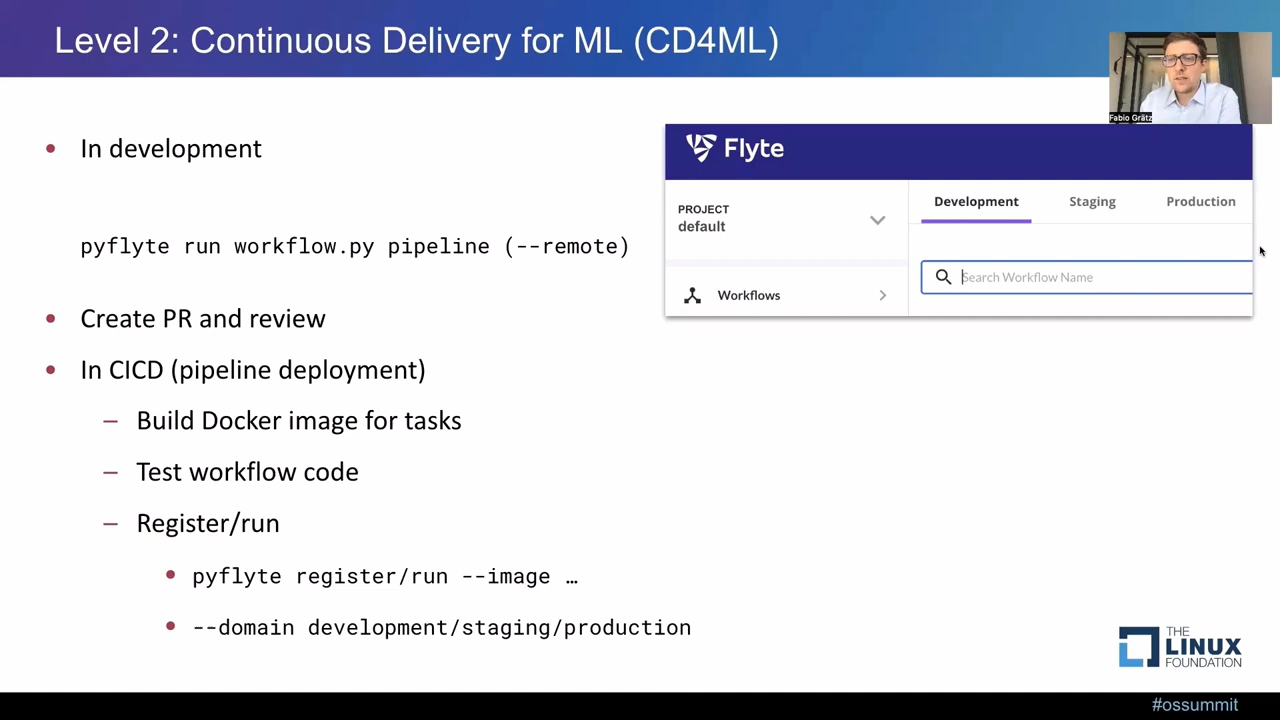 Level 2: Continuous Delivery for ML (CD4ML)
Fabio Grätz
• In development
pyflyte run workflow.py pipeline (--remote)
• Create PR and review
• In CICD (pipeline deployment)
– Build Docker image for tasks
– Test workflow code
– Register/run
• pyflyte register/run --image …
• --domain development/staging/production
Flyte
PROJECT
default
Workflows
Development Staging Production
Search Workflow Name
THE
LINUX
FOUNDATION
#ossummit